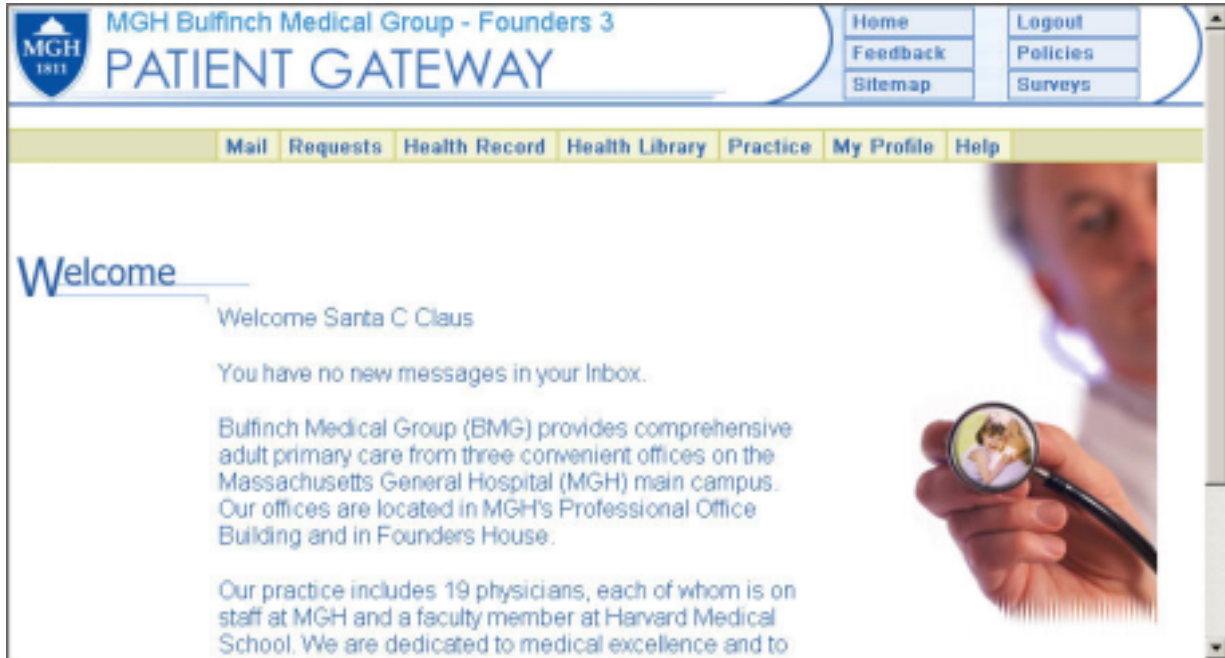 MGH Bulfinch Medical Group - Founders 3
MGH
1811
PATIENT GATEWAY
Home
Logout
Feedback
Policies
Sitemap
Surveys
Mail Requests Health Record Health Library Practice My Profile Help
Welcome
Welcome Santa C Claus
You have no new messages in your Inbox.
Bulfinch Medical Group (BMG) provides comprehensive
adult primary care from three convenient offices on the
Massachusetts General Hospital (MGH) main campus.
Our offices are located in MGH's Professional Office
Building and in Founders House.
Our practice includes 19 physicians, each of whom is on
staff at MGH and a faculty member at Harvard Medical
School. We are dedicated to medical excellence and to